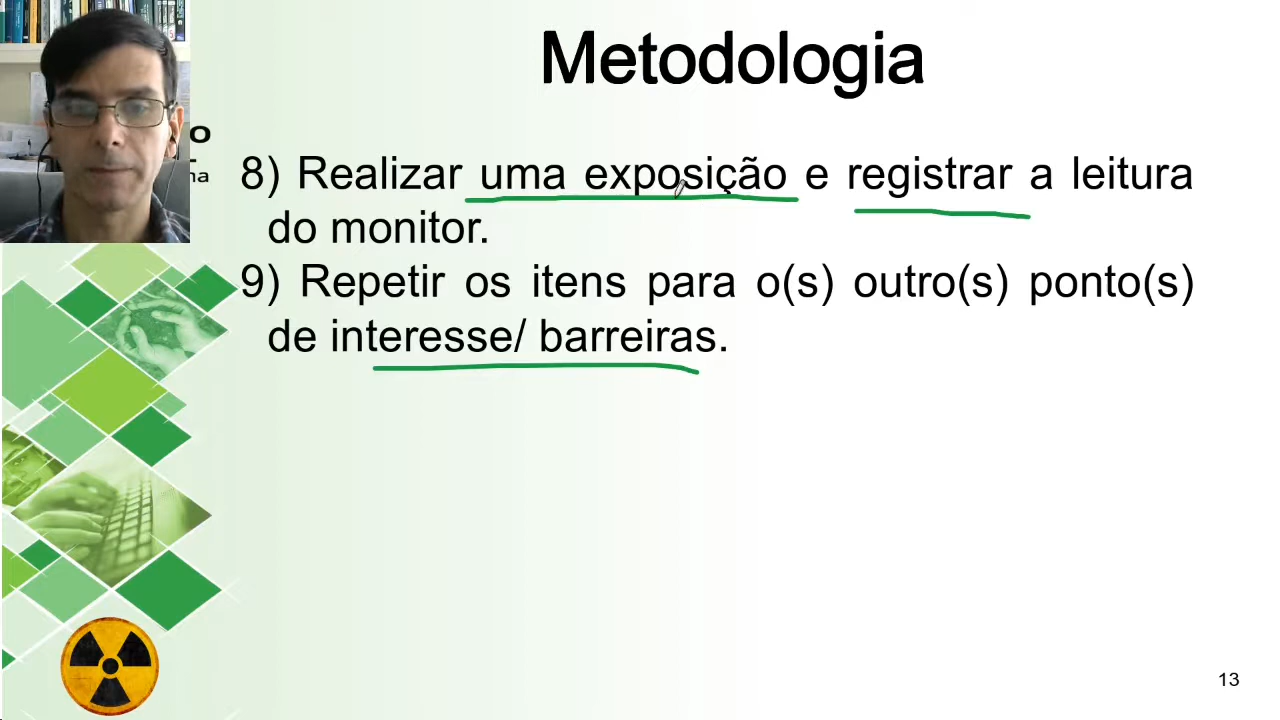 Metodologia
o
na
8) Realizar uma exposição e registrar a leitura
do monitor.
9) Repetir os itens para o(s) outro(s) ponto(s)
de interesse/ barreiras.
13